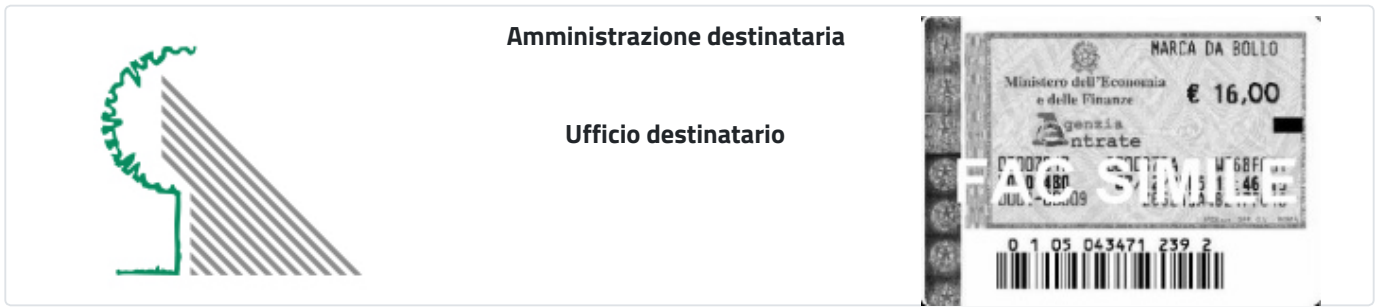 Amministrazione destinataria
Ufficio destinatario
MARCA DA BOLLO
Ministero dell'Economia
e delle Finanze
€ 16,00
Agenzia
ntrate
FAC SIMILE
0 1 05 043471 239 2